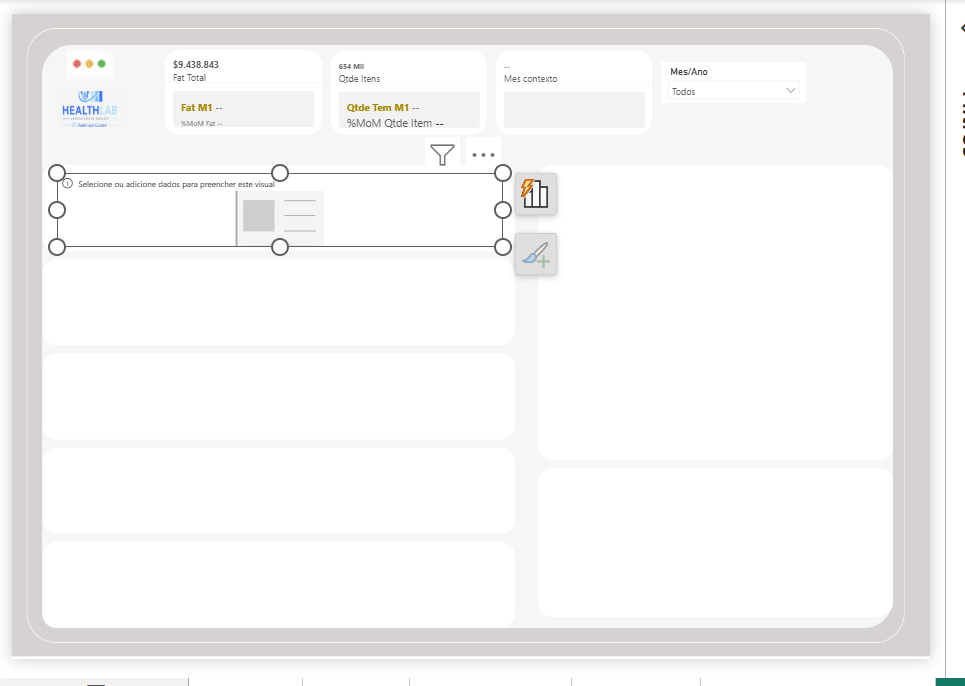 $9.438.843
Fat Total
Fat M1 --
%MoM Fat --
654 Mil
Qtde Itens
Qtde Tem M1 --
%MoM Qtde Item --
--
Mes contexto
Mes/Ano
Todos
HEALTHLAB
Selecione ou adicione dados para preencher este visual